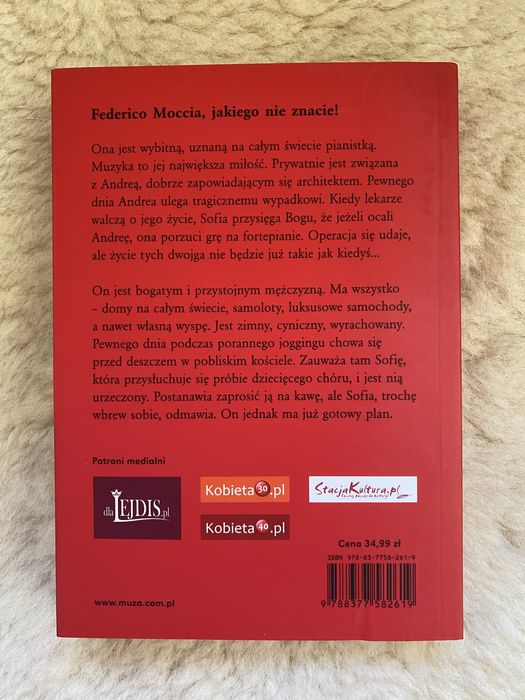 Federico Moccia, jakiego nie znacie!
Ona jest wybitną, uznaną na całym świecie pianistką.
Muzyka to jej największa miłość. Prywatnie jest związana
z Andreą, dobrze zapowiadającym się architektem. Pewnego
dnia Andrea ulega tragicznemu wypadkowi. Kiedy lekarze
walczą o jego życie, Sofia przysięga Bogu, że jeżeli ocali
Andreę, ona porzuci grę na fortepianie. Operacja się udaje,
ale życie tych dwojga nie będzie już takie jak kiedyś...
On jest bogatym i przystojnym mężczyzną. Ma wszystko
– domy na całym świecie, samoloty, luksusowe samochody,
a nawet własną wyspę. Jest zimny, cyniczny, wyrachowany.
Pewnego dnia podczas porannego joggingu chowa się
przed deszczem w pobliskim kościele. Zauważa tam Sofię,
która przysłuchuje się próbie dziecięcego chóru, i jest nią
urzeczony. Postanawia zaprosić ją na kawę, ale Sofia, trochę
wbrew sobie, odmawia. On jednak ma już gotowy plan.
Patroni medialni
dla LEJDIS.pl
Kobieta30.pl
StacjaKultura.pl
Kobieta40.pl
Cena 34,99 zł
ISBN 978-83-7758-261-9
9 788377 582619
www.muza.com.pl